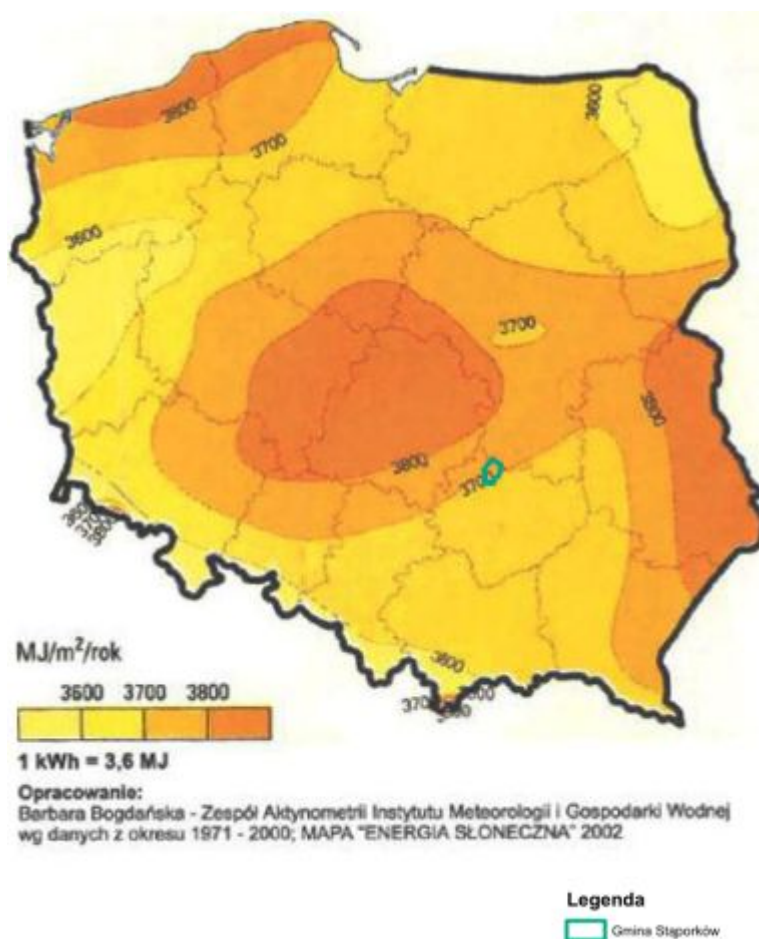 3800
3700
3600
3600
3700
3800
3800
3700
3600
3700
MJ/m²/rok
3600 3700 3800
1 kWh = 3,6 MJ
Opracowanie:
Barbara Bogdańska - Zespół Aktynometrii Instytutu Meteorologii i Gospodarki Wodnej
wg danych z okresu 1971 - 2000; MAPA "ENERGIA SŁONECZNA" 2002
Legenda
Gmina Stąporków